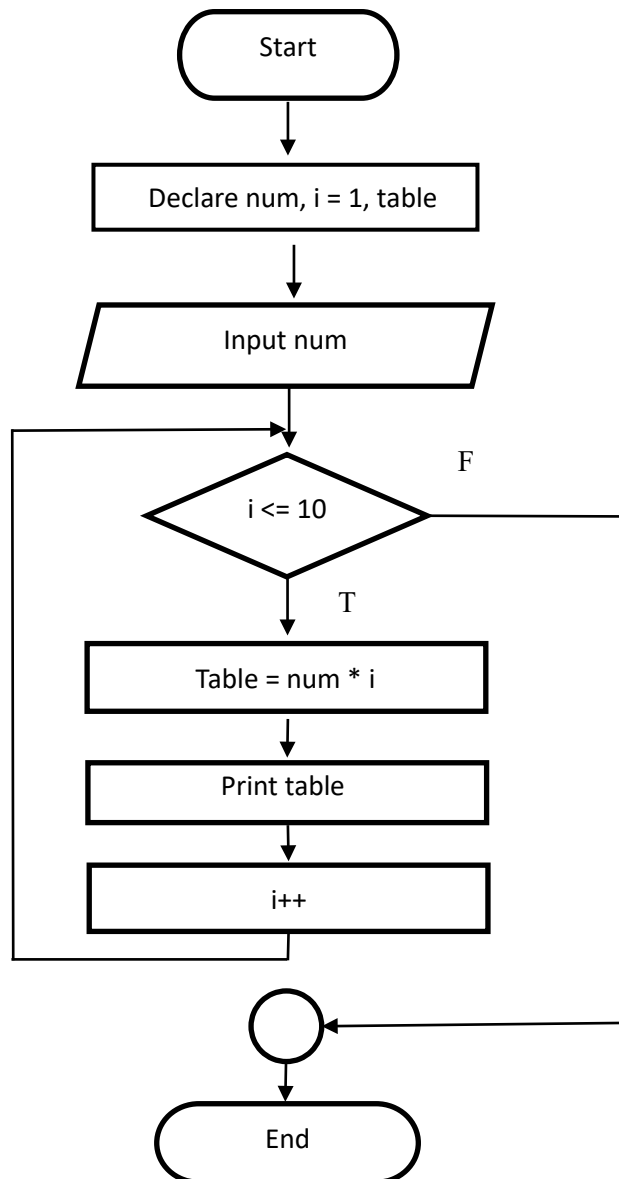 Start
Declare num, i = 1, table
Input num
F
i <= 10
T
Table = num * i
Print table
i++
End